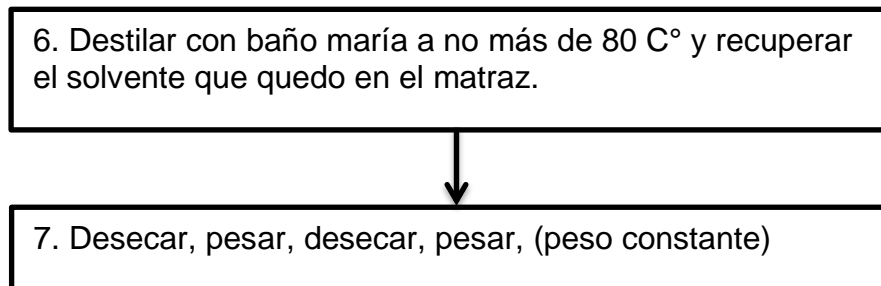 6. Destilar con baño maría a no más de 80 C° y recuperar
el solvente que quedo en el matraz.
7. Desecar, pesar, desecar, pesar, (peso constante)